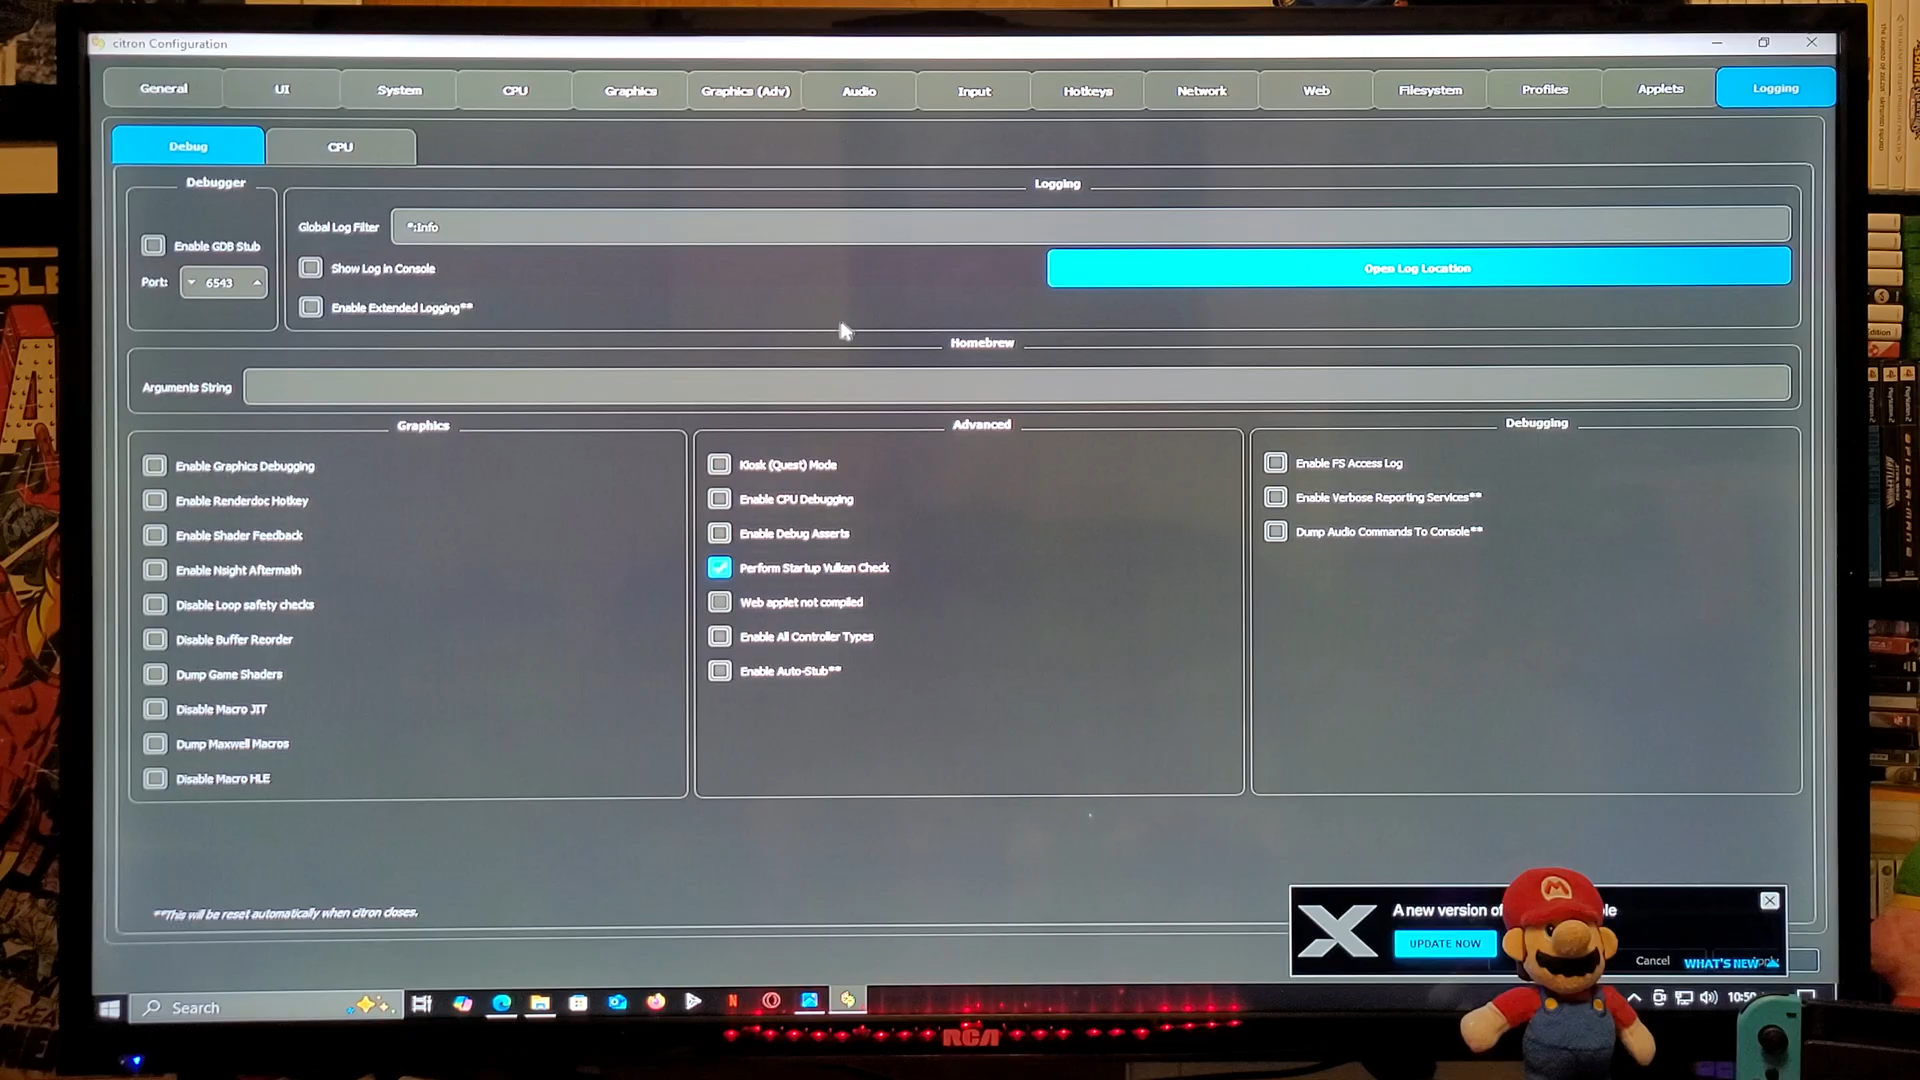 citron Configuration
General UI System CPU Graphics Graphics (Adv) Audio Input Hotkeys Network Web Filesystem Profiles Applets Logging
Debug CPU
Debugger
Enable GDB Stub
Port: 6543
Logging
Global Log Filter *:Info
Show Log in Console
Open Log Location
Enable Extended Logging**
Homebrew
Arguments String
Graphics
Enable Graphics Debugging
Enable Renderdoc Hotkey
Enable Shader Feedback
Enable Nsight Aftermath
Disable Loop safety checks
Disable Buffer Reorder
Dump Game Shaders
Disable Macro JIT
Dump Maxwell Macros
Disable Macro HLE
Advanced
Kiosk (Quest) Mode
Enable CPU Debugging
Enable Debug Asserts
Perform Startup Vulkan Check
Web applet not compiled
Enable All Controller Types
Enable Auto-Stub**
Debugging
Enable FS Access Log
Enable Verbose Reporting Services**
Dump Audio Commands To Console**
**This will be reset automatically when citron closes.
A new version of
UPDATE NOW
Cancel
WHAT'S NEW
Search
10:50
RCA